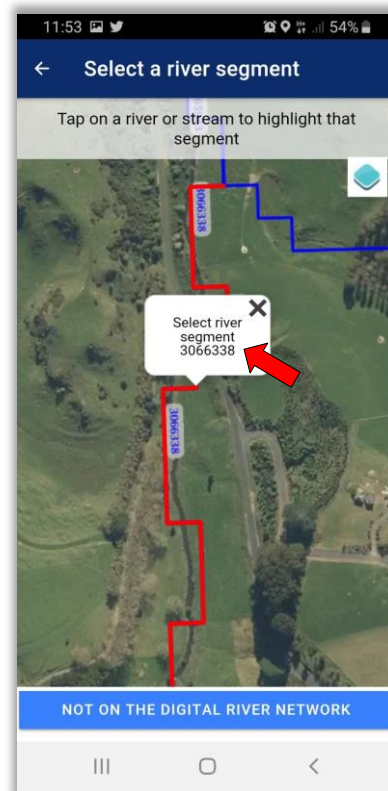 11:53 54%
Select a river segment
Tap on a river or stream to highlight that
segment
3066338
Select river
segment
3066338
3066338
NOT ON THE DIGITAL RIVER NETWORK